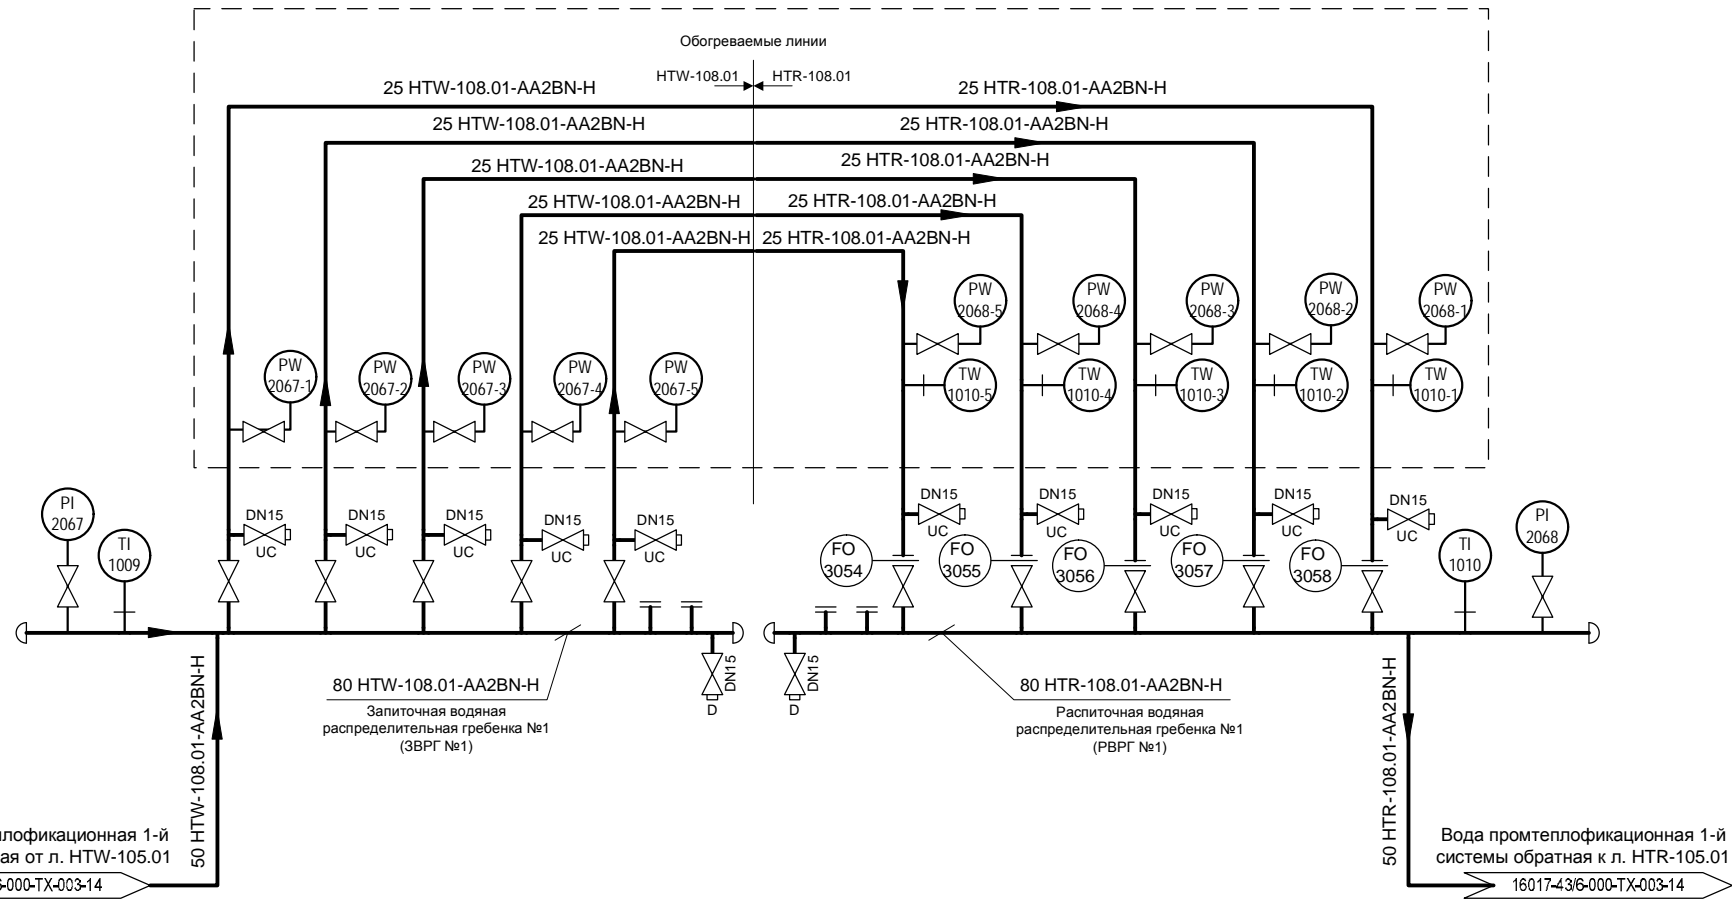 Обогреваемые линии
HTW-108.01 HTR-108.01
25 HTW-108.01-AA2BN-H 25 HTR-108.01-AA2BN-H
25 HTW-108.01-AA2BN-H 25 HTR-108.01-AA2BN-H
25 HTW-108.01-AA2BN-H 25 HTR-108.01-AA2BN-H
25 HTW-108.01-AA2BN-H 25 HTR-108.01-AA2BN-H
25 HTW-108.01-AA2BN-H 25 HTR-108.01-AA2BN-H
PW
2068-5
PW
2068-4
PW
2068-3
PW
2068-2
PW
2068-1
PW
2067-1
PW
2067-2
PW
2067-3
PW
2067-4
PW
2067-5
TW
1010-5
TW
1010-4
TW
1010-3
TW
1010-2
TW
1010-1
PI
2067
TI
1009
DN15
UC
DN15
UC
DN15
UC
DN15
UC
DN15
UC
DN15
UC
DN15
UC
DN15
UC
DN15
UC
DN15
UC
FO
3054
FO
3055
FO
3056
FO
3057
FO
3058
TI
1010
PI
2068
DN15
D
DN15
D
80 HTW-108.01-AA2BN-H
Запиточная водяная
распределительная гребенка №1
(ЗВРГ №1)
80 HTR-108.01-AA2BN-H
Распиточная водяная
распределительная гребенка №1
(РВРГ №1)
50 HTW-108.01-AA2BN-H
50 HTR-108.01-AA2BN-H
плофикационная 1-й
ая от л. HTW-105.01
6-000-ТХ-003-14
Вода промтеплофикационная 1-й
системы обратная к л. HTR-105.01
16017-43/6-000-ТХ-003-14